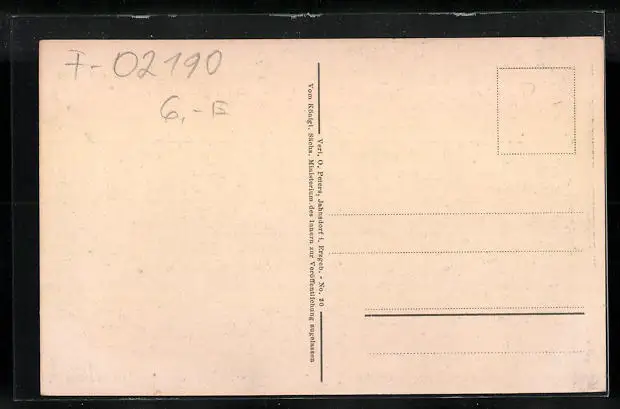 F-02190
6,-E
Verl. O. Peters, Jahnsdorf i. Erzgeb. - No. 20
Vom Königl. Sächs. Ministerium des Innern zur Veröffentlichung zugelassen